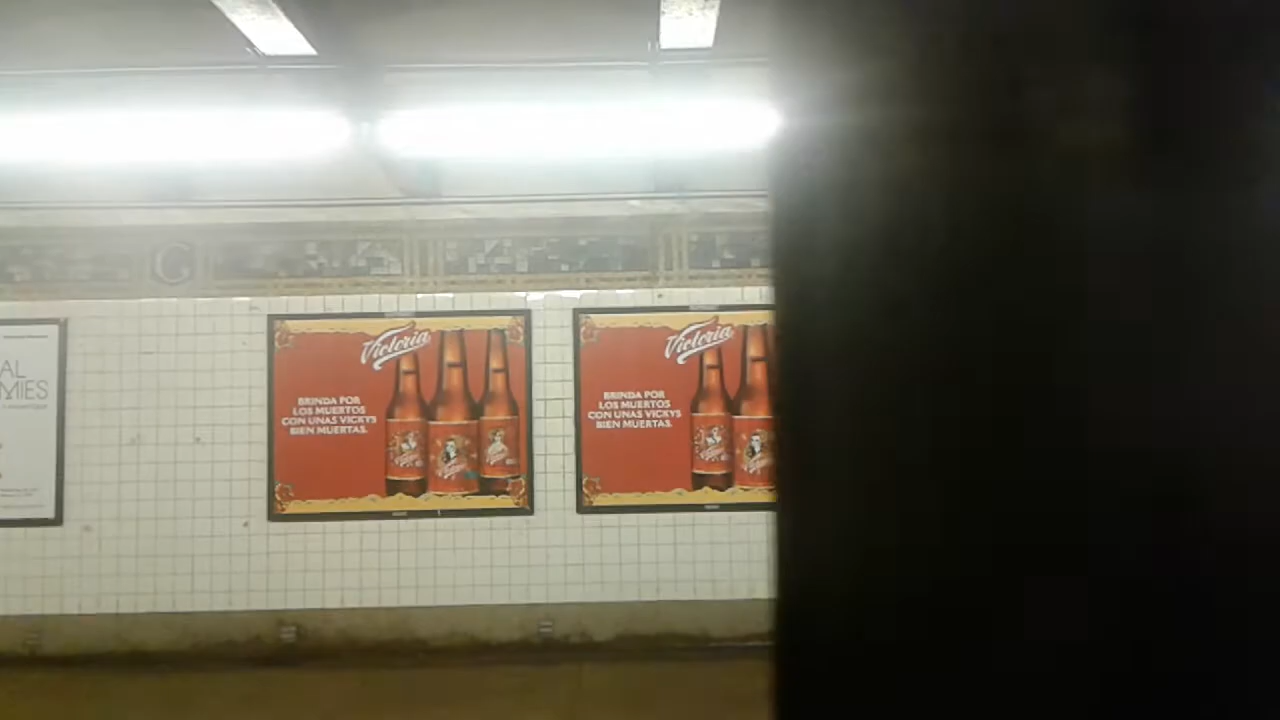 G
AL
MIES
Victoria
BRINDA POR
LOS MUERTOS
CON UNAS VICKYS
BIEN MUERTAS.
Victoria
BRINDA POR
LOS MUERTOS
CON UNAS VICKYS
BIEN MUERTAS.